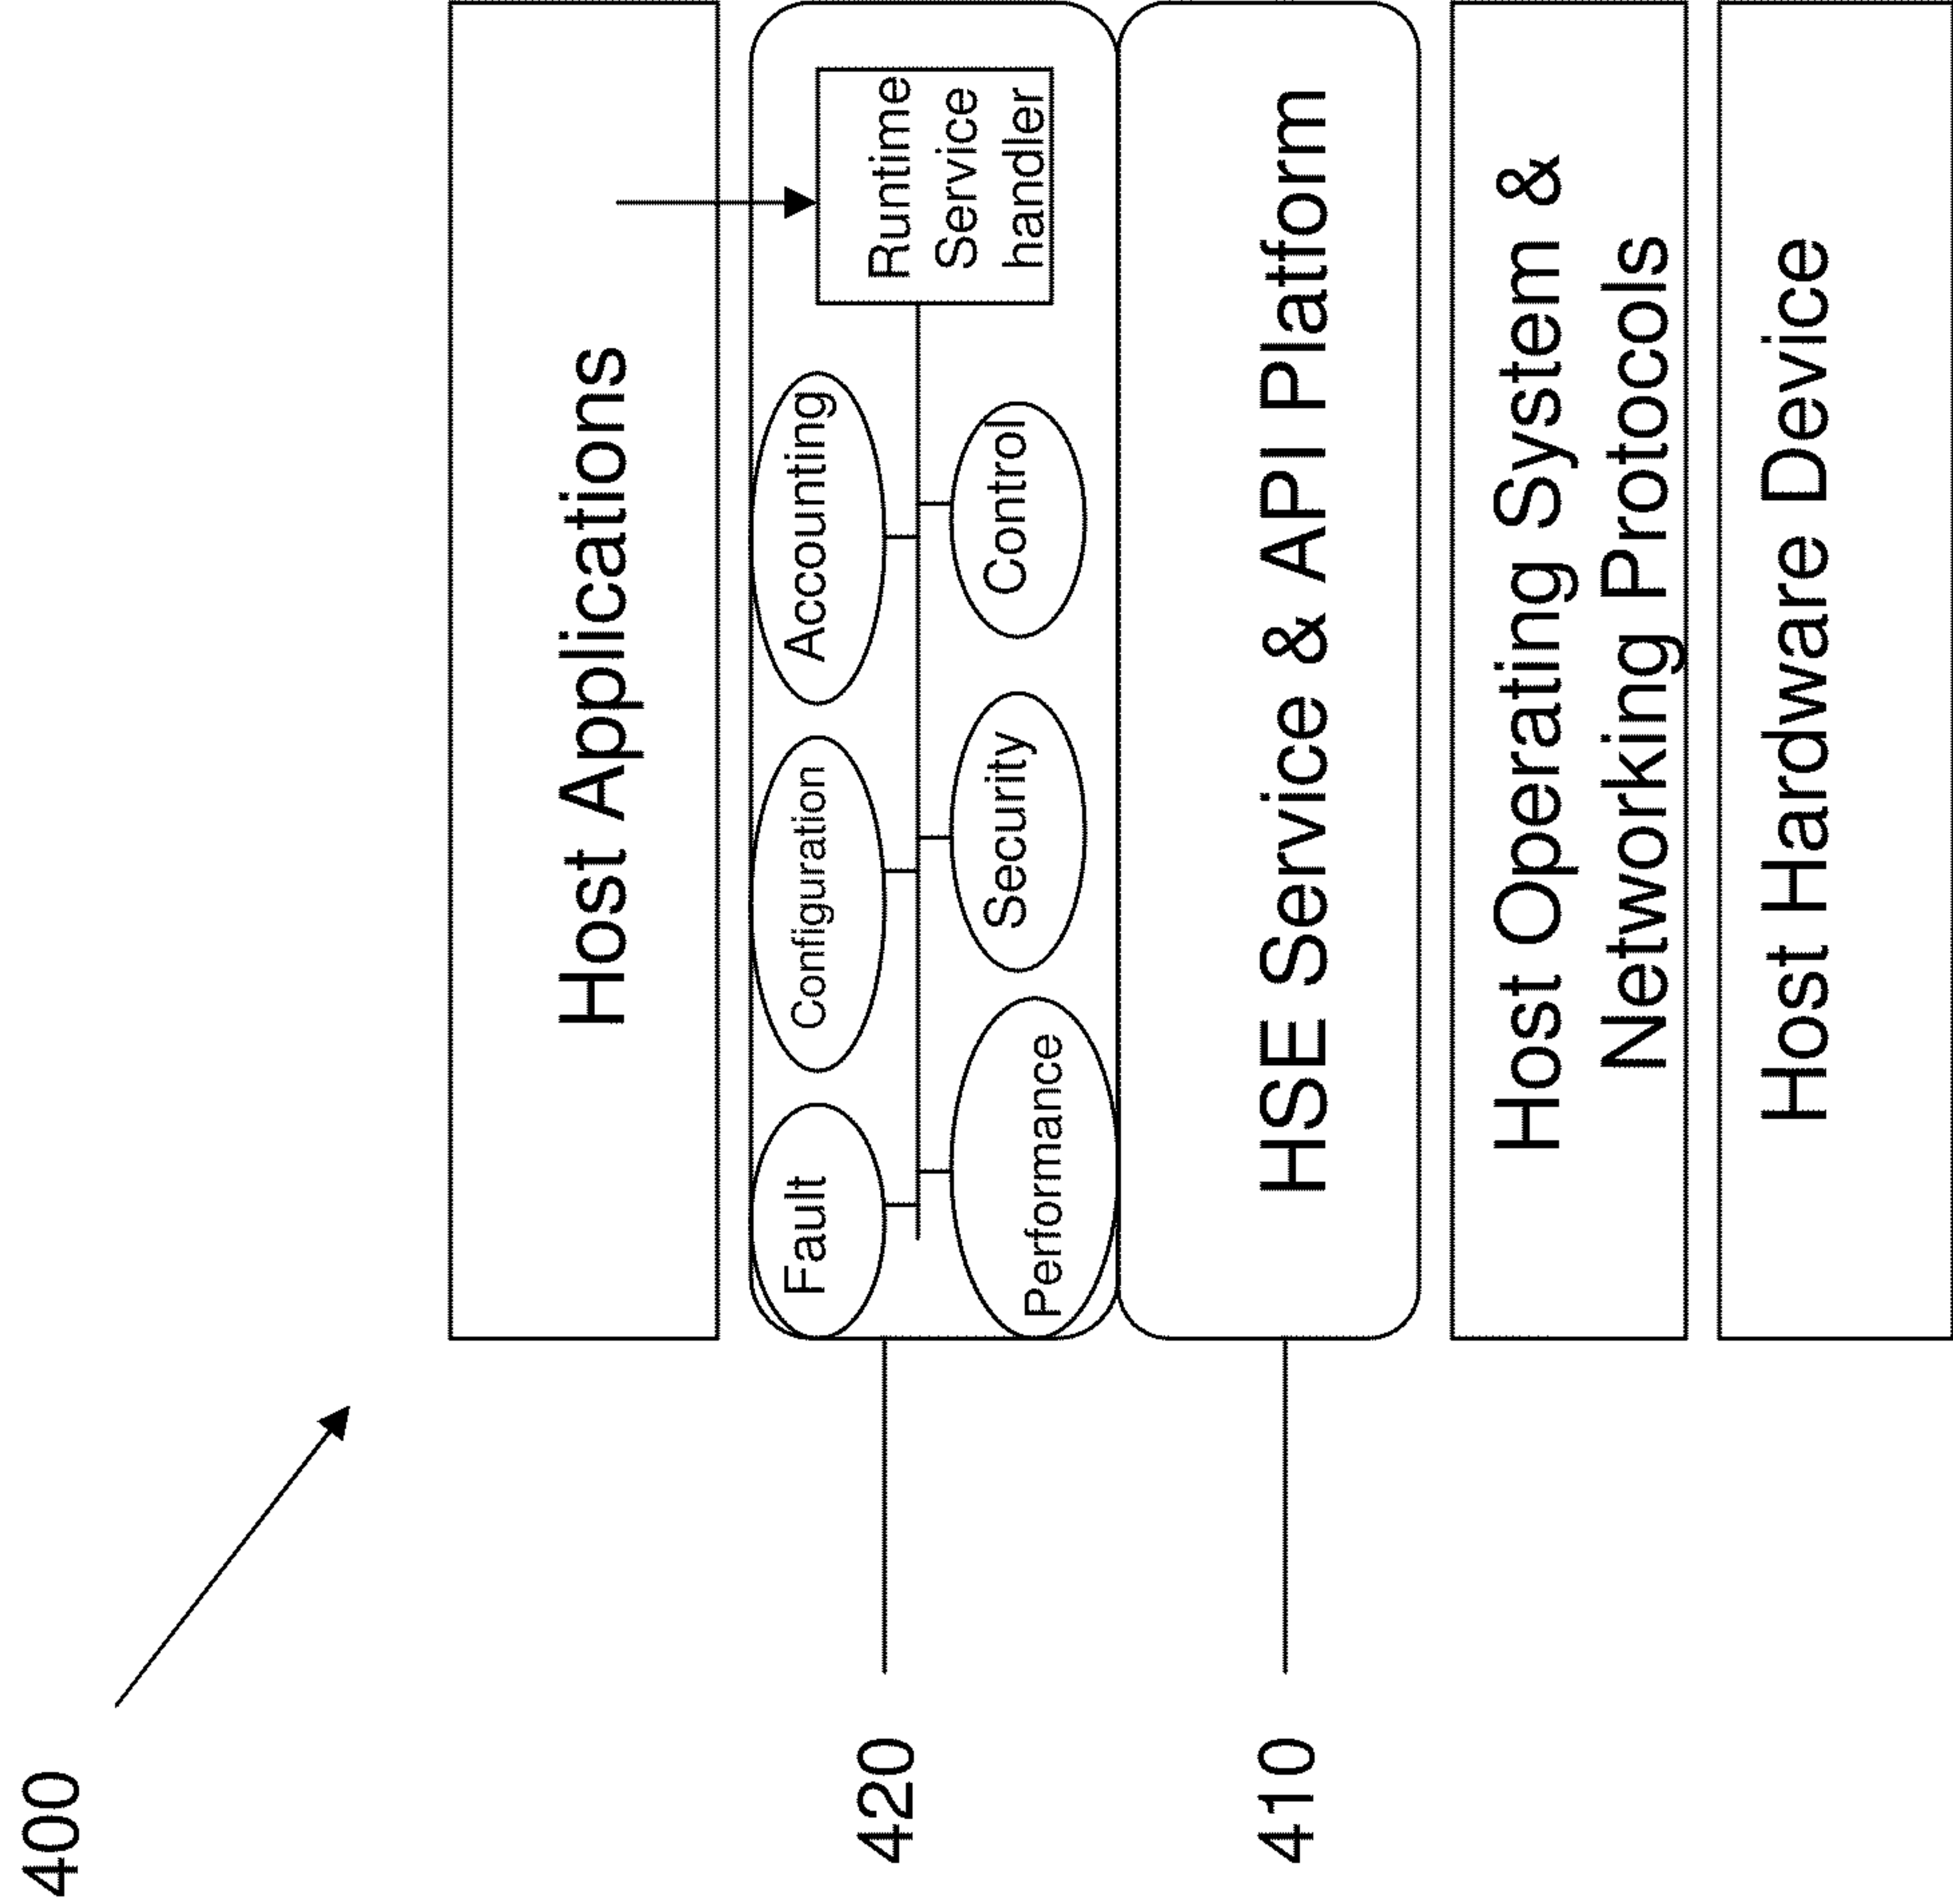 400
Host Applications
Fault
Configuration
Accounting
Runtime
Service
handler
Performance
Security
Control
420
HSE Service & API Platform
410
Host Operating System &
Networking Protocols
Host Hardware Device